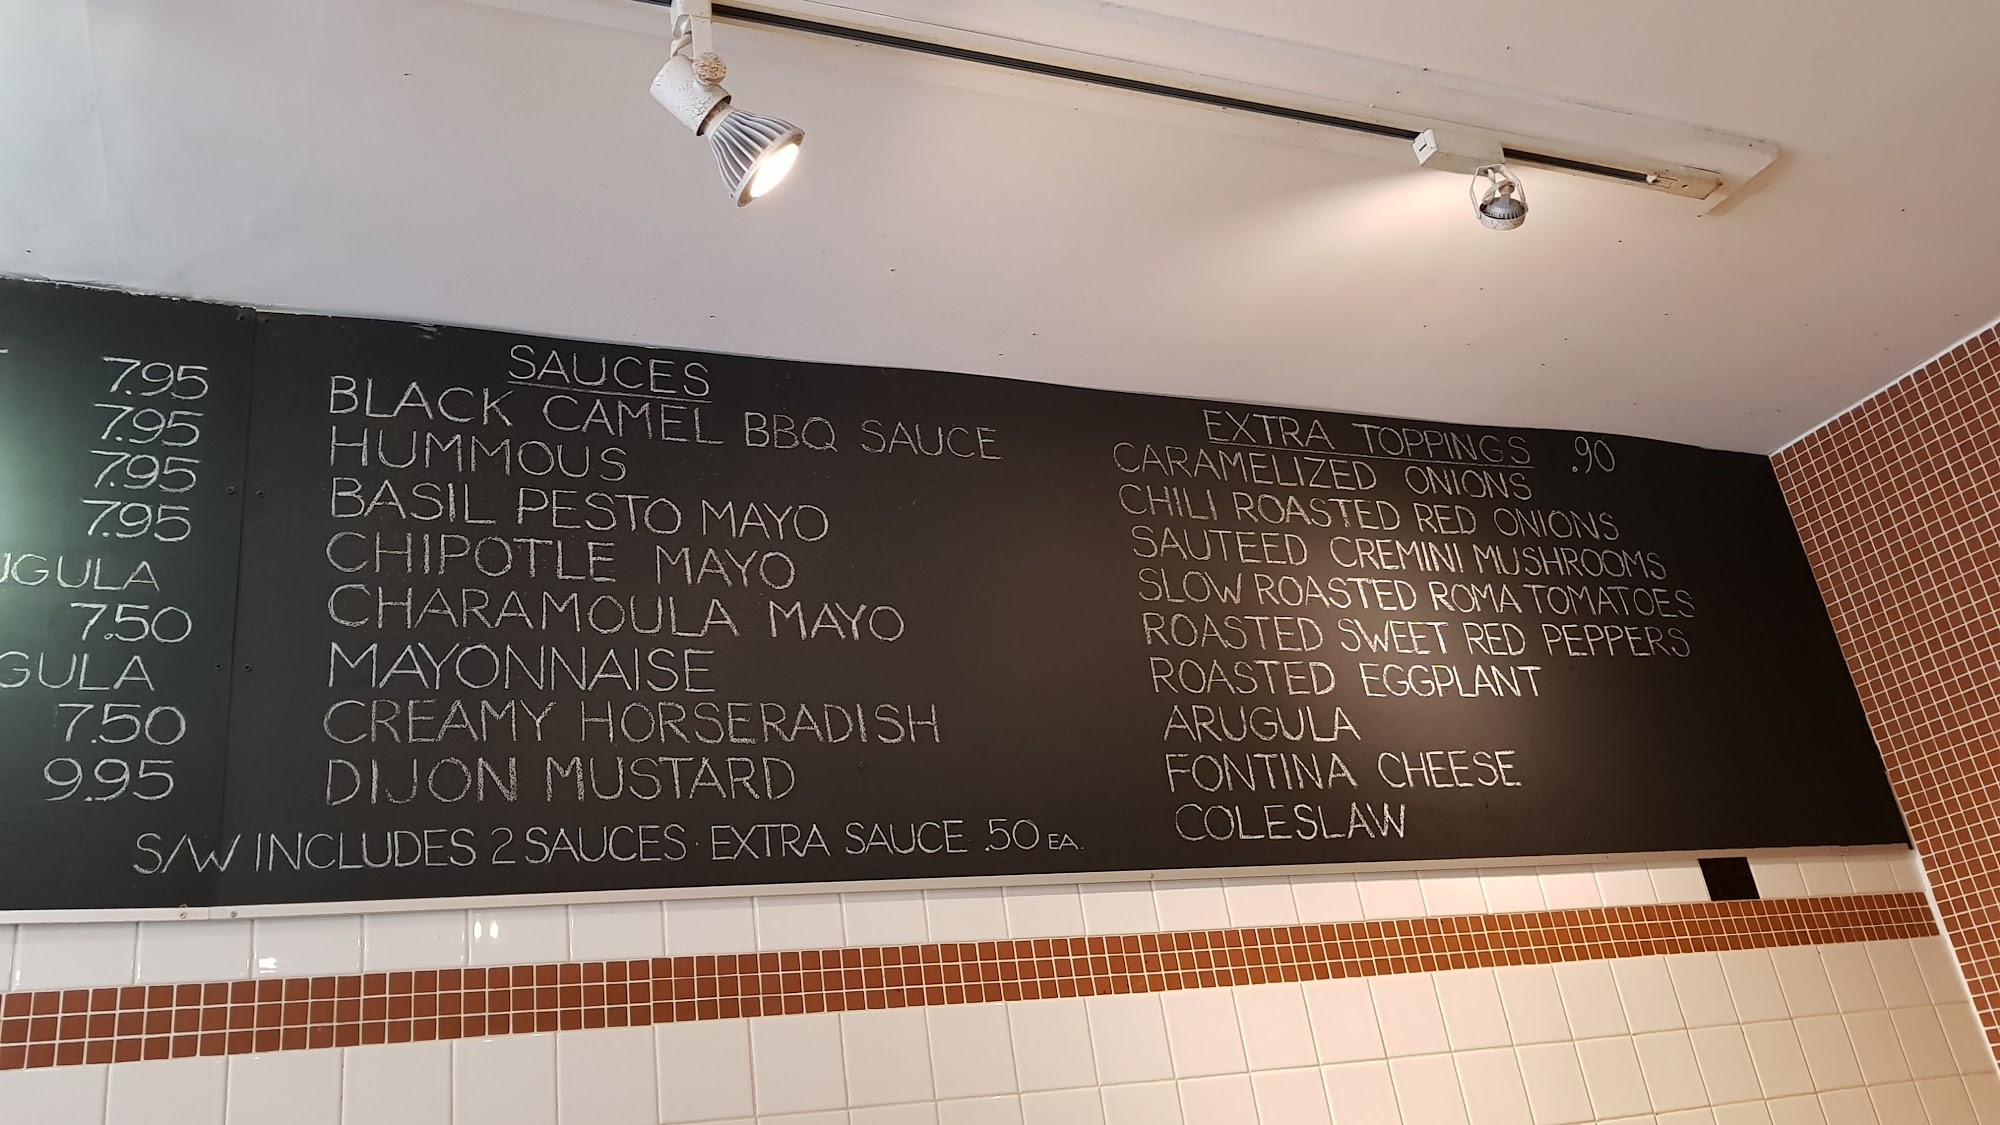 7.95
7.95
7.95
7.95
7.50
7.50
9.95
SAUCES
BLACK CAMEL BBQ SAUCE
HUMMOUS
BASIL PESTO MAYO
CHIPOTLE MAYO
CHARAMOULA MAYO
MAYONNAISE
CREAMY HORSERADISH
DIJON MUSTARD
S/W INCLUDES 2 SAUCES · EXTRA SAUCE .50 EA.
EXTRA TOPPINGS .90
CARAMELIZED ONIONS
CHILI ROASTED RED ONIONS
SAUTEED CREMINI MUSHROOMS
SLOW ROASTED ROMA TOMATOES
ROASTED SWEET RED PEPPERS
ROASTED EGGPLANT
ARUGULA
FONTINA CHEESE
COLESLAW